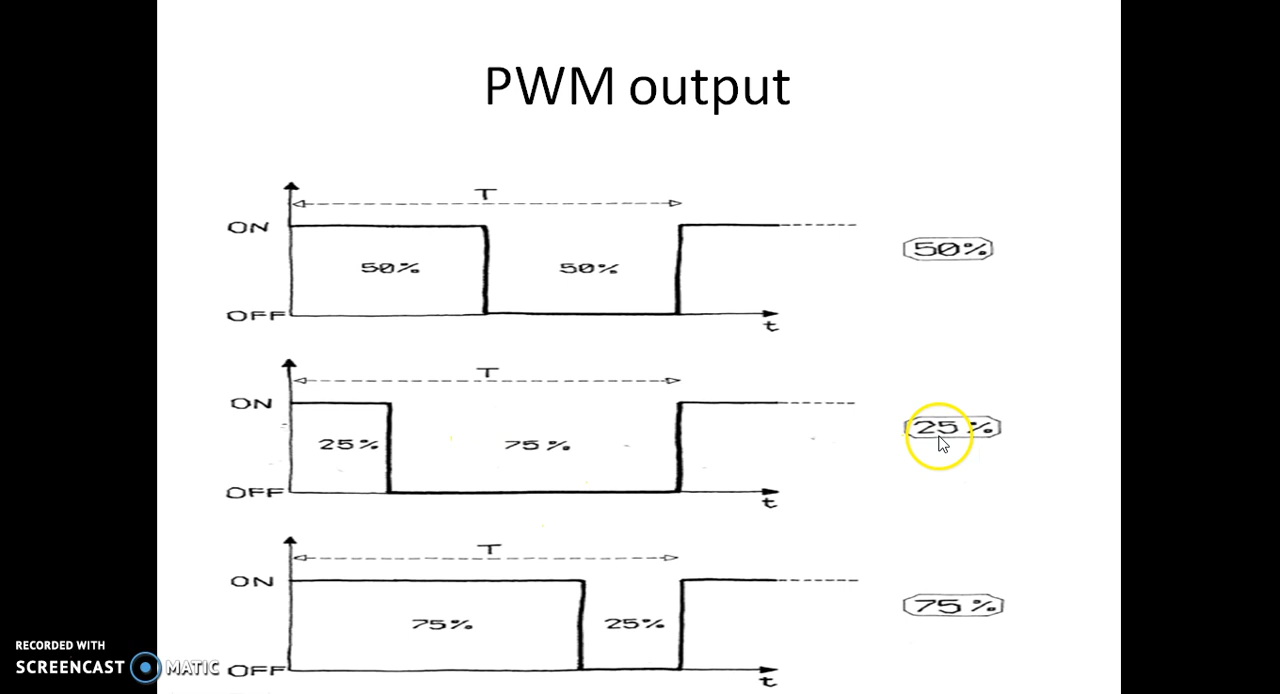 PWM output
T
ON
50% 50%
50%
OFF
t
T
ON
25% 75%
25%
OFF
t
T
ON
75% 25%
75%
OFF
t
RECORDED WITH
SCREENCAST MATIC